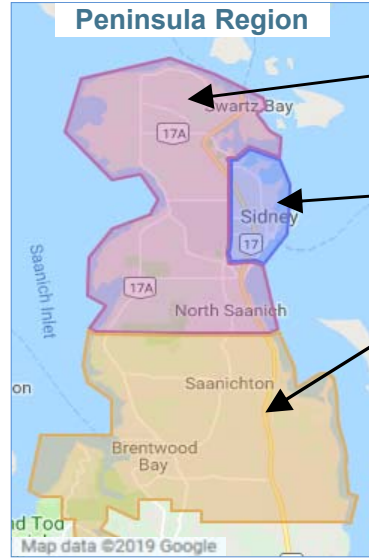 Peninsula Region
Swartz Bay
17A
Sidney
17
Saanich Inlet
17A
North Saanich
Saanichton
on
Brentwood
Bay
nd Tod
Map data ©2019 Google